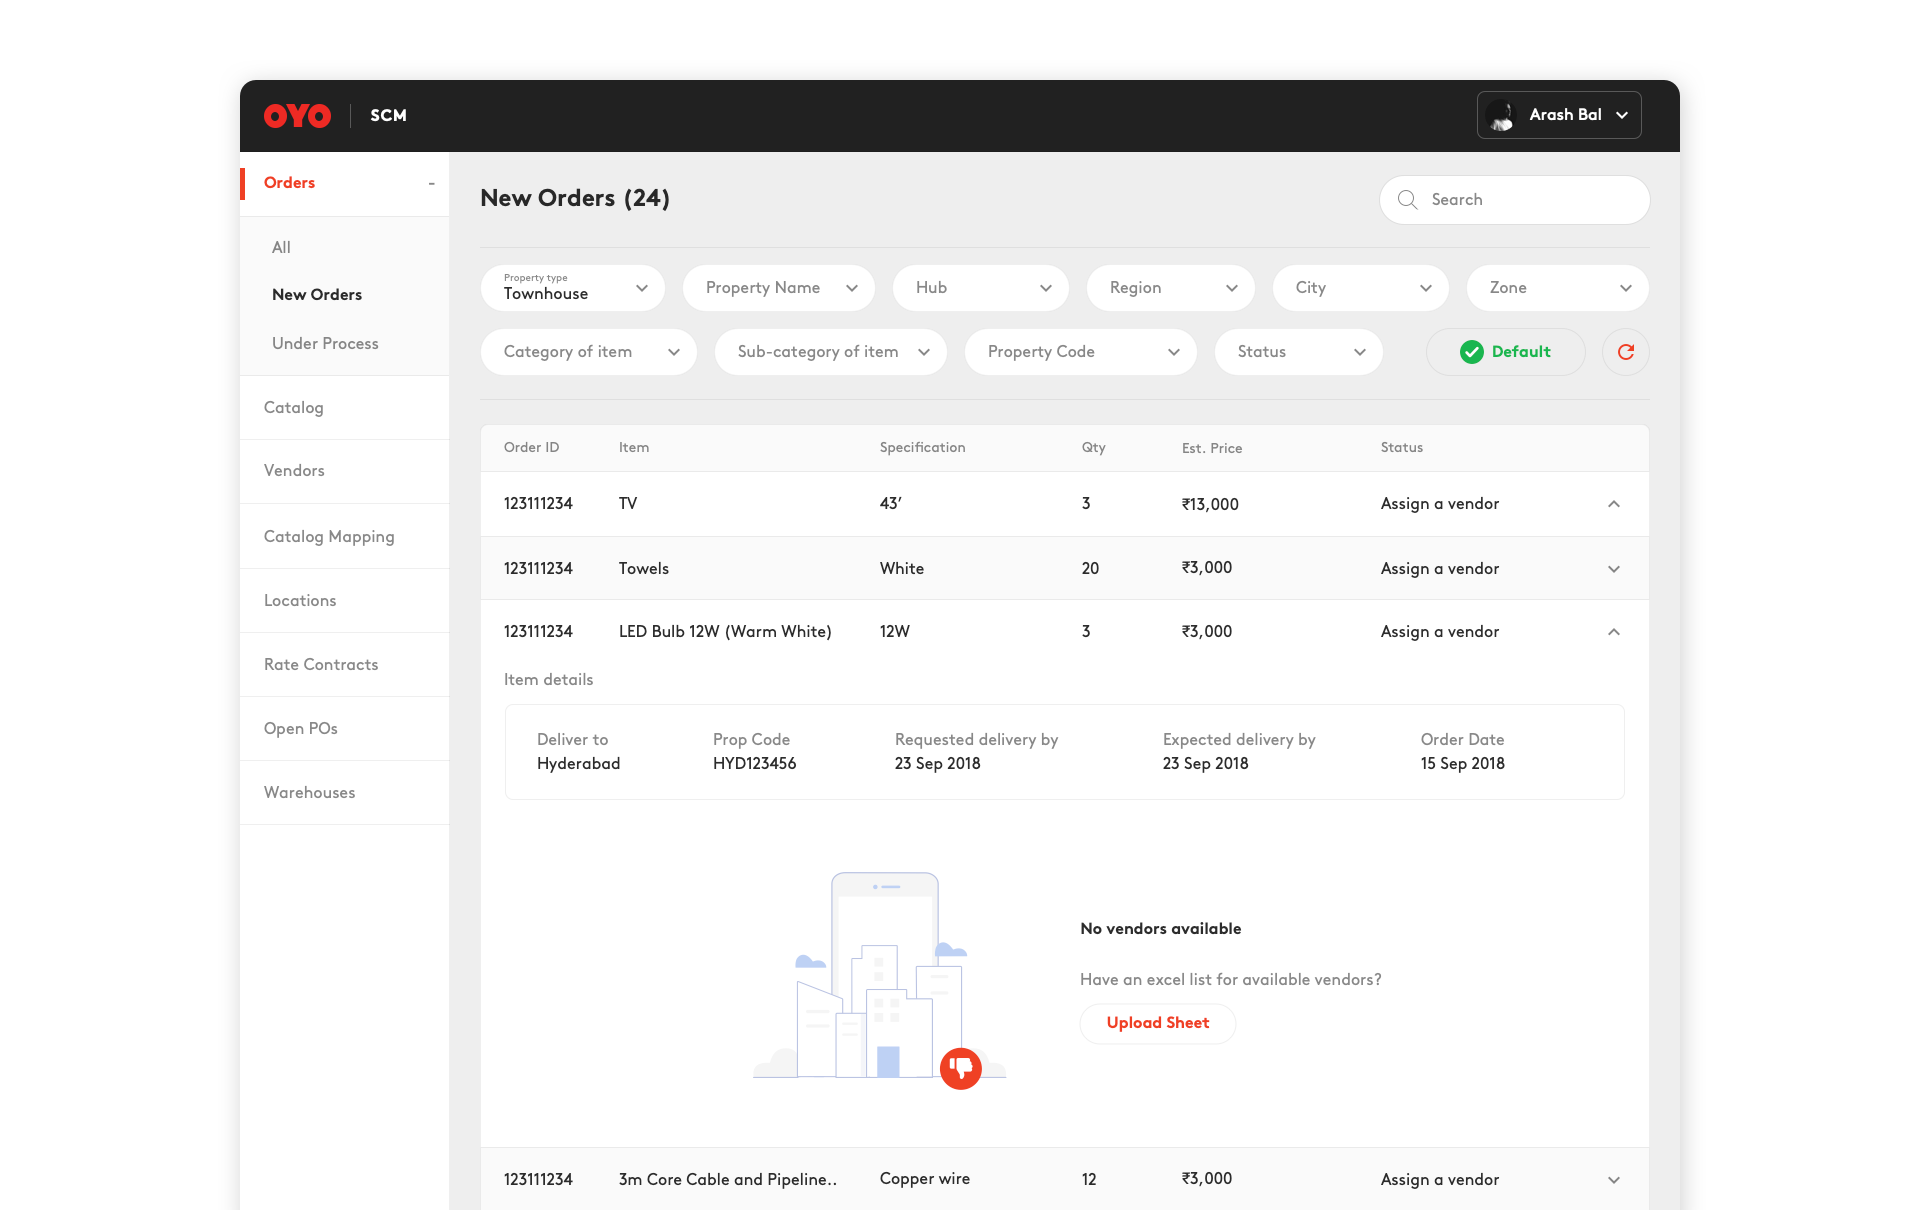 OYO SCM
Arash Bal
Orders -
All
New Orders
Under Process
Catalog
Vendors
Catalog Mapping
Locations
Rate Contracts
Open POs
Warehouses
New Orders (24)
Search
Property type
Townhouse
Property Name
Hub
Region
City
Zone
Category of item
Sub-category of item
Property Code
Status
Default
Order ID Item Specification Qty Est. Price Status
123111234 TV 43’ 3 ₹13,000 Assign a vendor
123111234 Towels White 20 ₹3,000 Assign a vendor
123111234 LED Bulb 12W (Warm White) 12W 3 ₹3,000 Assign a vendor
Item details
Deliver to Prop Code Requested delivery by Expected delivery by Order Date
Hyderabad HYD123456 23 Sep 2018 23 Sep 2018 15 Sep 2018
No vendors available
Have an excel list for available vendors?
Upload Sheet
123111234 3m Core Cable and Pipeline.. Copper wire 12 ₹3,000 Assign a vendor